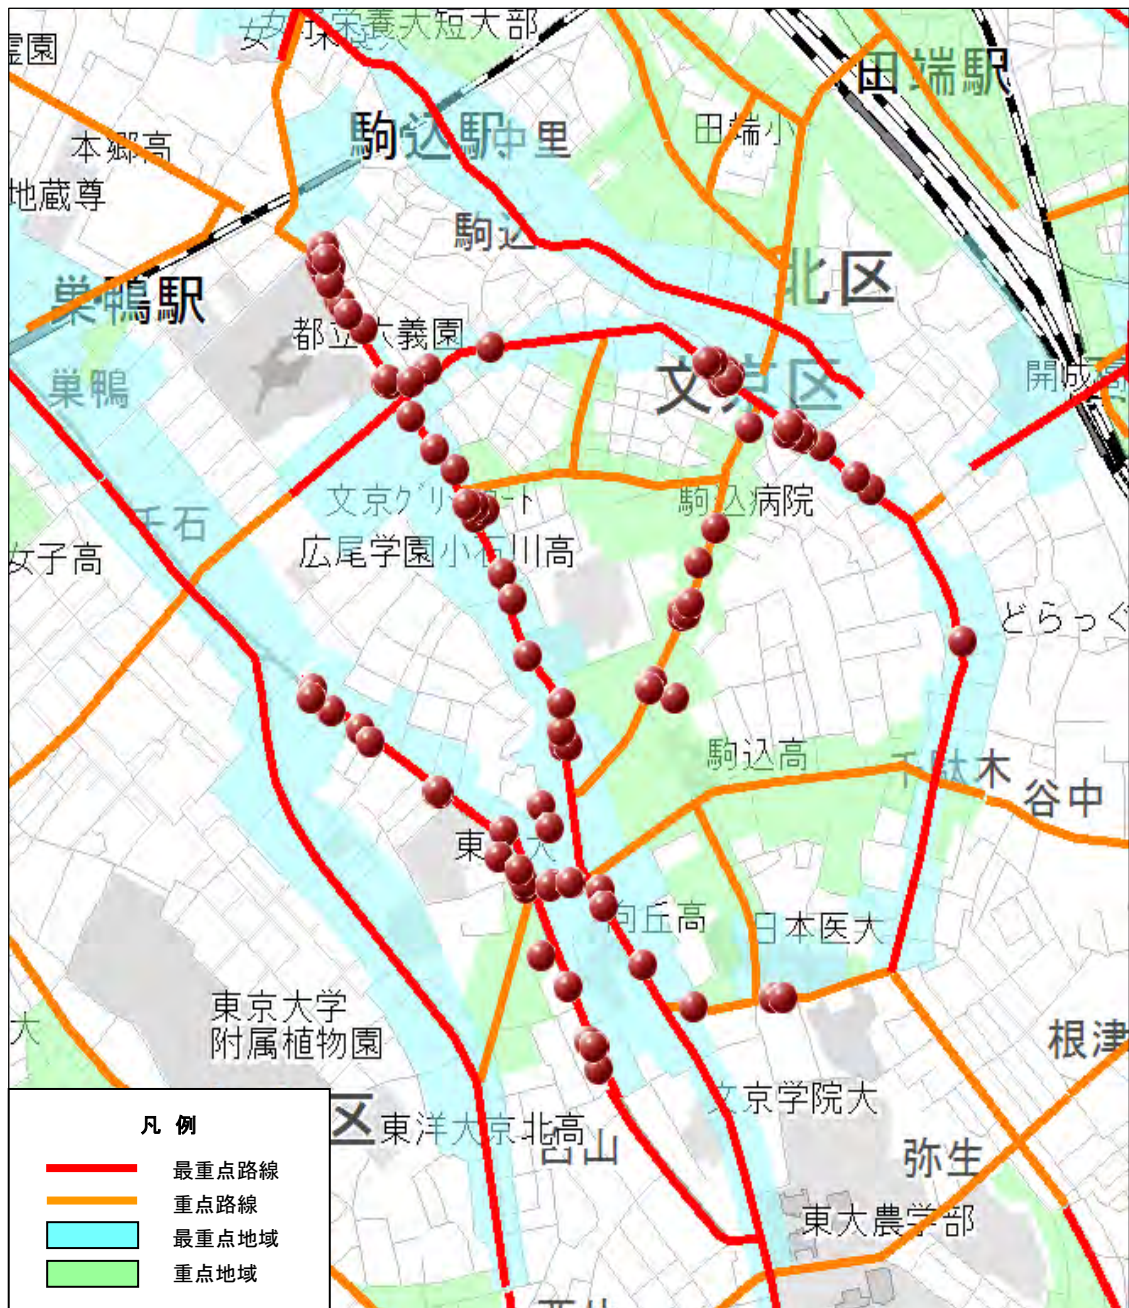 霊園
女子栄養大短大部
田端駅
駒込駅
中里
田端小
本郷高
地蔵尊
駒込
北区
巣鴨駅
都立六義園
巣鴨
文京区
開成高
文京グリーンコート
駒込病院
千石
広尾学園小石川高
女子高
どらっぐ
駒込高
千駄木
谷中
東洋大
向丘高
日本医大
東京大学
附属植物園
大
根津
区
東洋大京北高
文京学院大
白山
弥生
東大農学部
凡 例
最重点路線
重点路線
最重点地域
重点地域